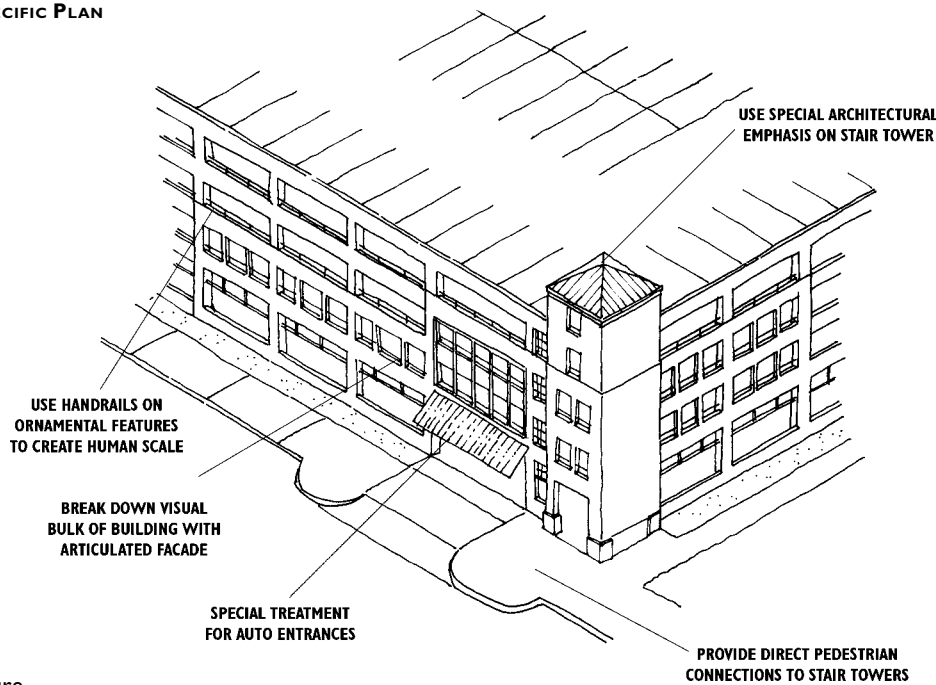 PLAN
USE SPECIAL ARCHITECTURAL
EMPHASIS ON STAIR TOWER
USE HANDRAILS ON
ORNAMENTAL FEATURES
TO CREATE HUMAN SCALE
BREAK DOWN VISUAL
BULK OF BUILDING WITH
ARTICULATED FACADE
SPECIAL TREATMENT
FOR AUTO ENTRANCES
PROVIDE DIRECT PEDESTRIAN
CONNECTIONS TO STAIR TOWERS